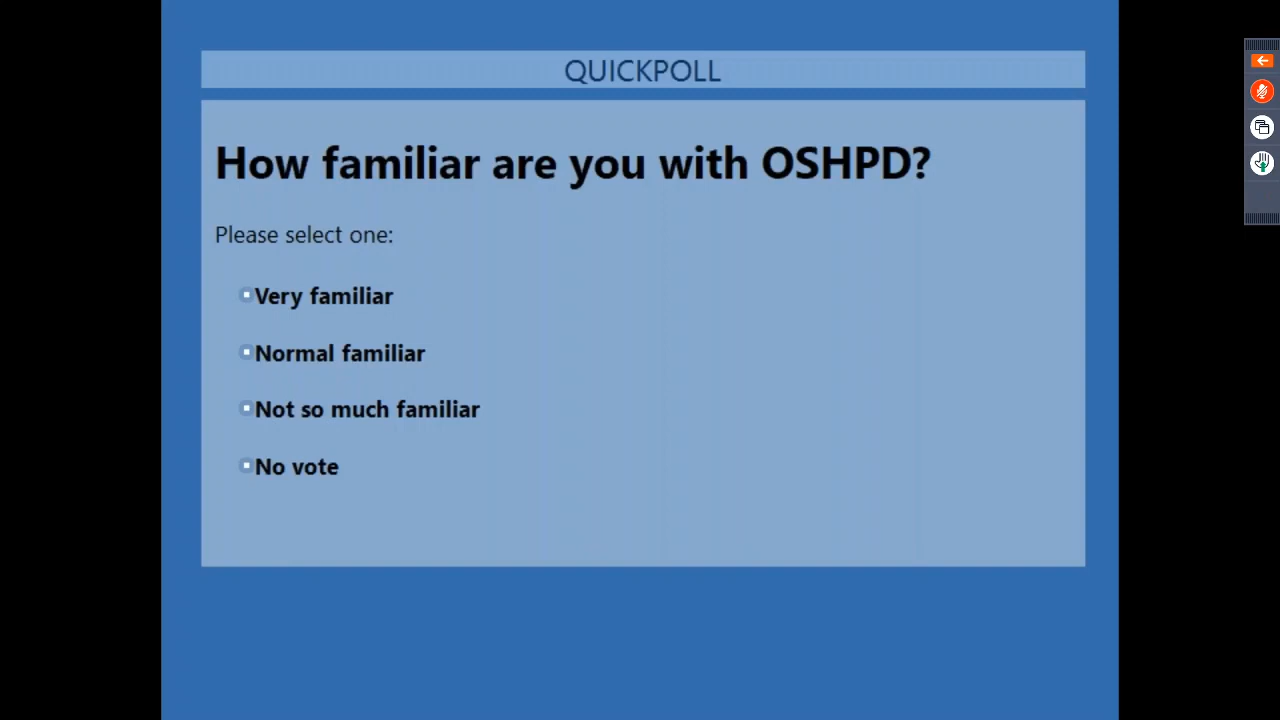 QUICKPOLL
How familiar are you with OSHPD?
Please select one:
Very familiar
Normal familiar
Not so much familiar
No vote